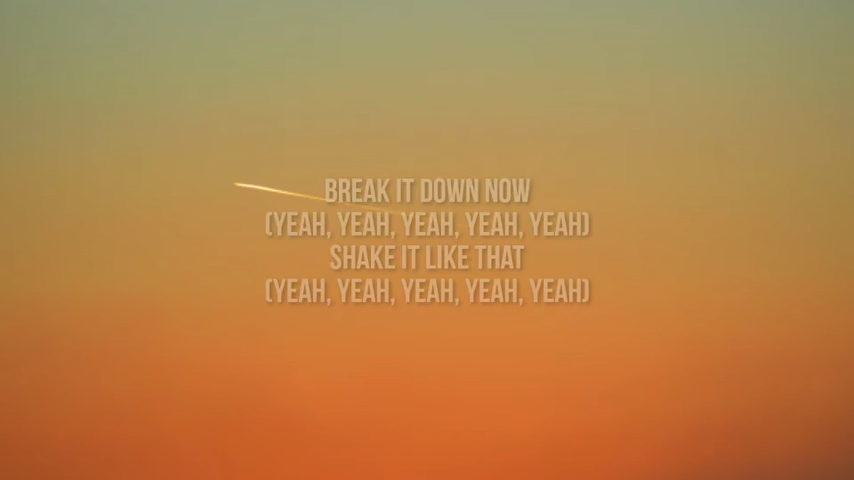 BREAK IT DOWN NOW
(YEAH, YEAH, YEAH, YEAH, YEAH)
SHAKE IT LIKE THAT
(YEAH, YEAH, YEAH, YEAH, YEAH)